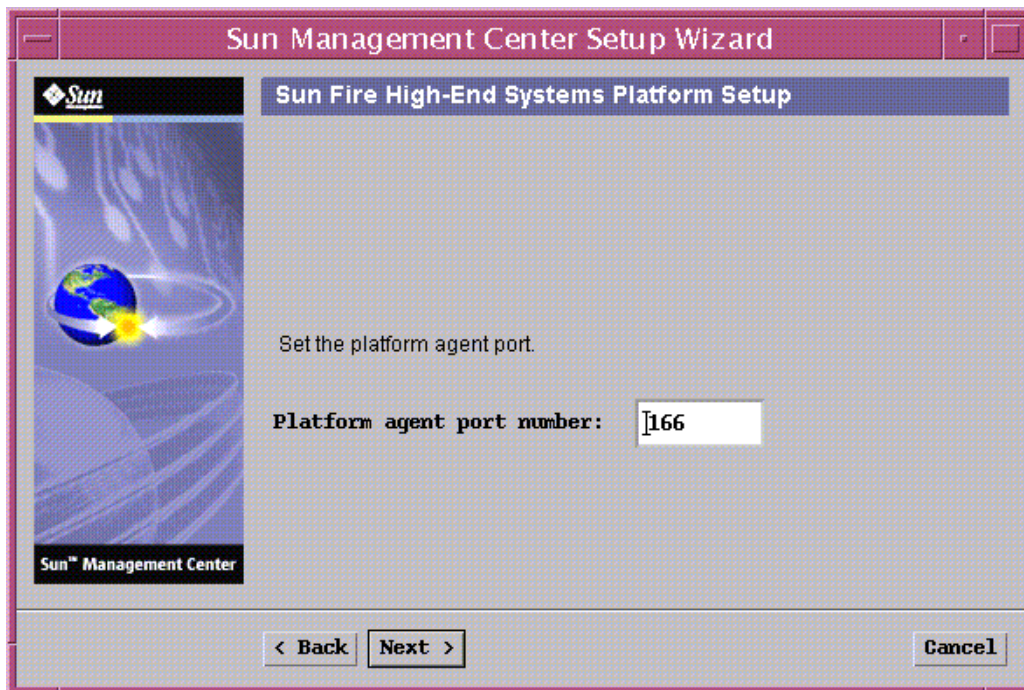 Sun Management Center Setup Wizard
Sun
Sun Fire High-End Systems Platform Setup
Set the platform agent port.
Platform agent port number:
166
Sun™ Management Center
< Back
Next >
Cancel